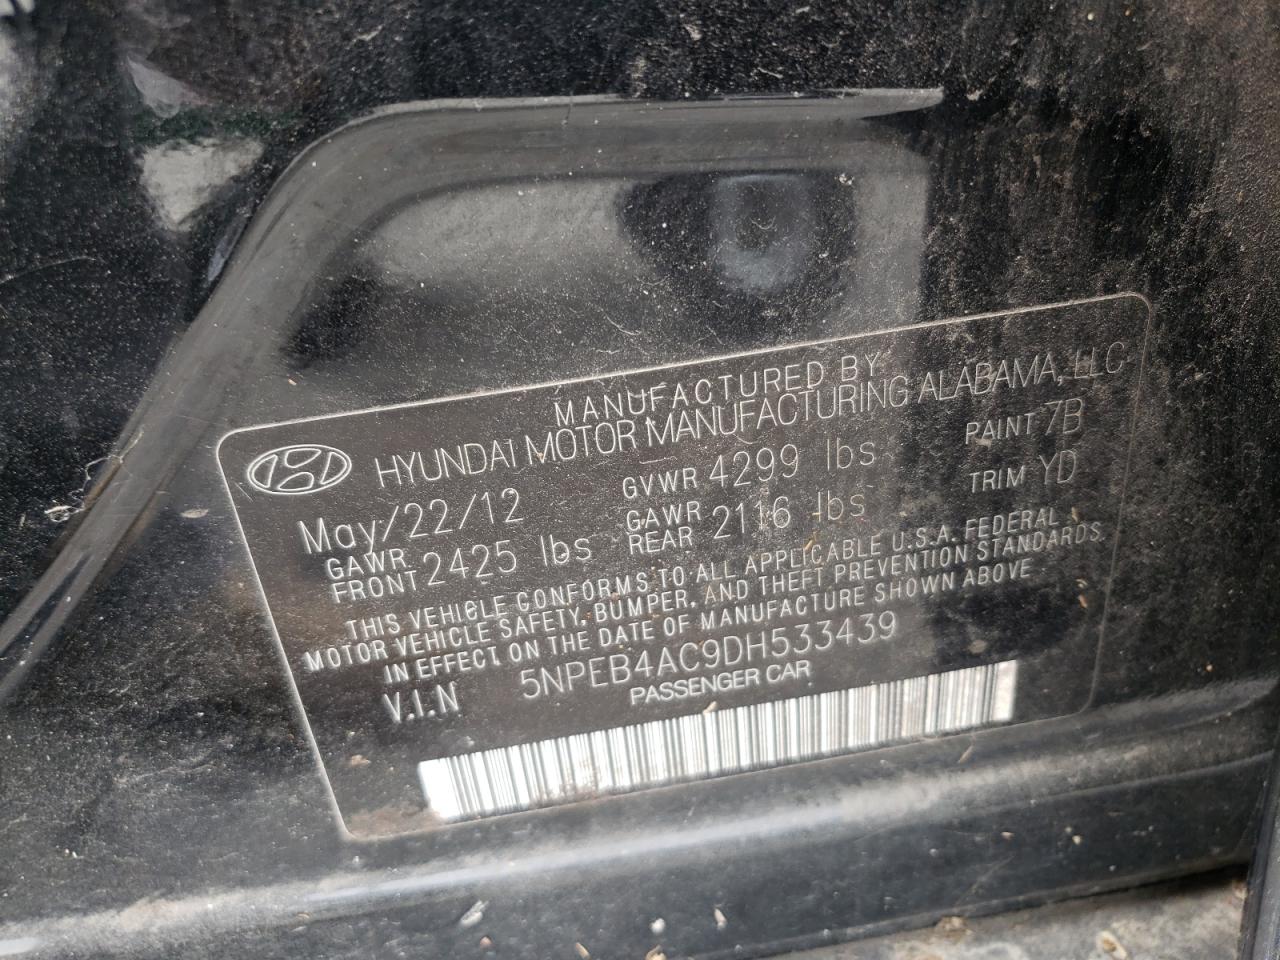 MANUFACTURED BY
HYUNDAI MOTOR MANUFACTURING ALABAMA, LLC
May/22/12 GVWR 4299 lbs PAINT 7B
GAWR FRONT 2425 lbs GAWR REAR 2116 lbs TRIM YD
THIS VEHICLE CONFORMS TO ALL APPLICABLE U.S.A. FEDERAL
MOTOR VEHICLE SAFETY, BUMPER, AND THEFT PREVENTION STANDARDS
IN EFFECT ON THE DATE OF MANUFACTURE SHOWN ABOVE
V.I.N 5NPEB4AC9DH533439
PASSENGER CAR